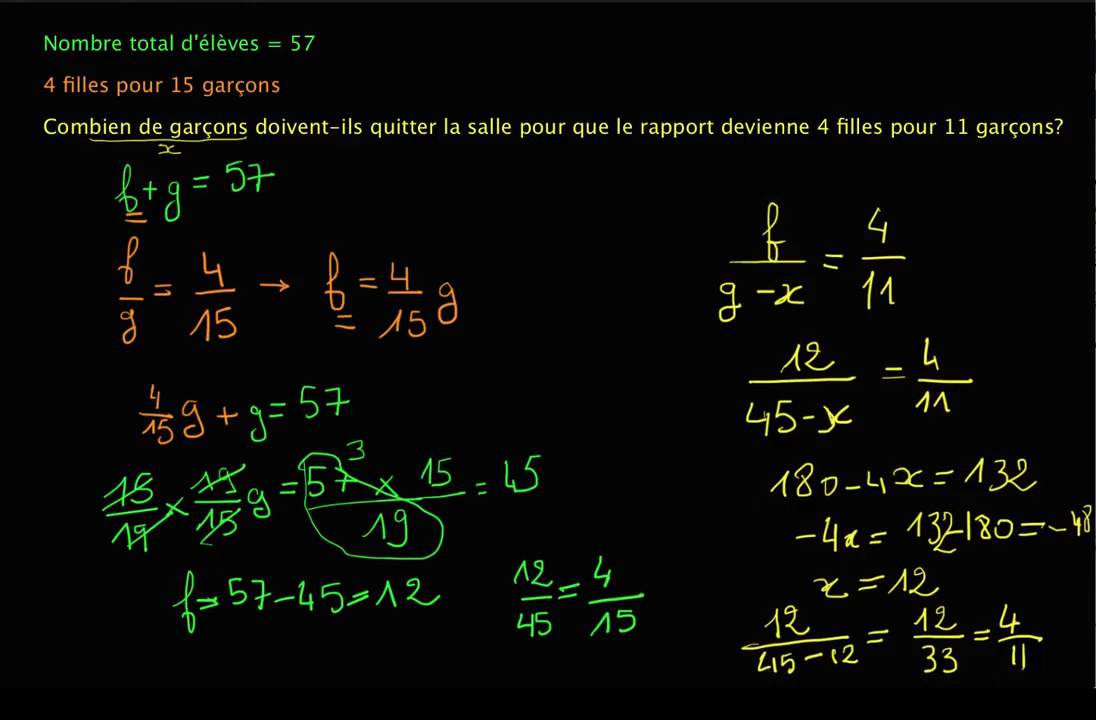 Nombre total d'élèves = 57
4 filles pour 15 garçons
Combien de garçons doivent-ils quitter la salle pour que le rapport devienne 4 filles pour 11 garçons?
x
f + g = 57
f/g = 4/15 → f = 4/15 g
4/15 g + g = 57
15/19 × 19/15 g = 57 3 × 15 / 19 = 45
f = 57 - 45 = 12
12/45 = 4/15
f/(g - x) = 4/11
12/(45 - x) = 4/11
180 - 4x = 132
-4x = 132 - 180 = -48
x = 12
12/(45 - 12) = 12/33 = 4/11